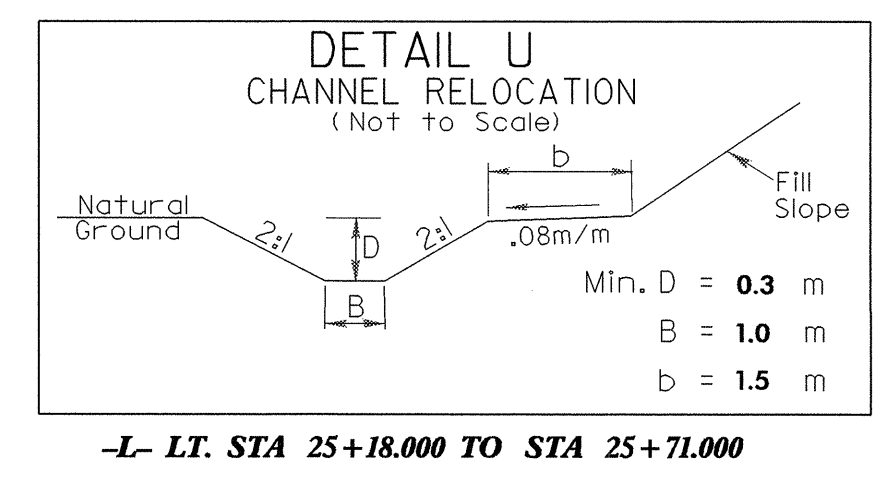 DETAIL U
CHANNEL RELOCATION
(Not to Scale)
b
Fill
Slope
Natural
Ground
2:1
D
2:1
.08m/m
B
Min. D = 0.3 m
B = 1.0 m
b = 1.5 m
-L- LT. STA 25+18.000 TO STA 25+71.000